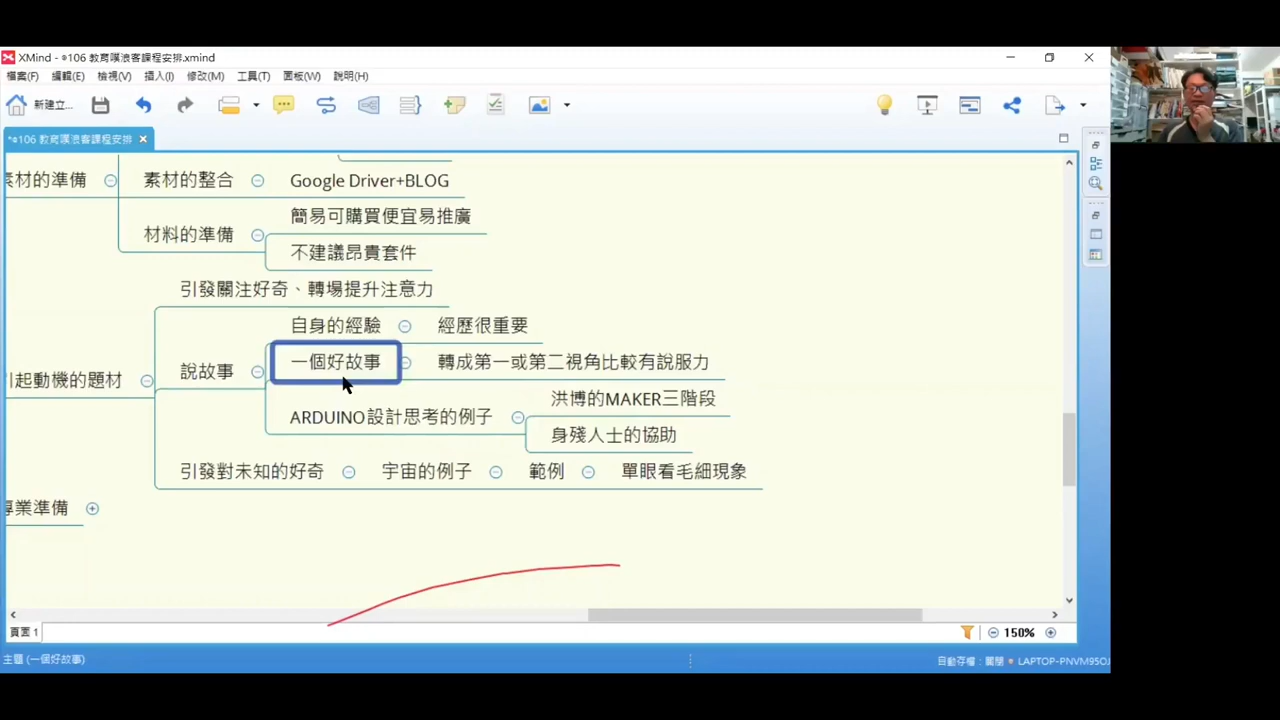 XMind - 106 教育噗浪客課程安排.xmind
檔案(F) 編輯(E) 檢視(V) 插入(I) 修改(M) 工具(T) 面板(W) 說明(H)
新建立...
106 教育噗浪客課程安排
素材的準備 素材的整合 Google Driver+BLOG
材料的準備 簡易可購買便宜易推廣
不建議昂貴套件
引發關注好奇、轉場提升注意力
自身的經驗 經歷很重要
說故事 一個好故事 轉成第一或第二視角比較有說服力
引起動機的題材
ARDUINO設計思考的例子 洪博的MAKER三階段
身殘人士的協助
引發對未知的好奇 宇宙的例子 範例 單眼看毛細現象
專業準備
頁面 1 150%
主題 (一個好故事) 自動存檔：關閉 LAPTOP-PNVM95OJ